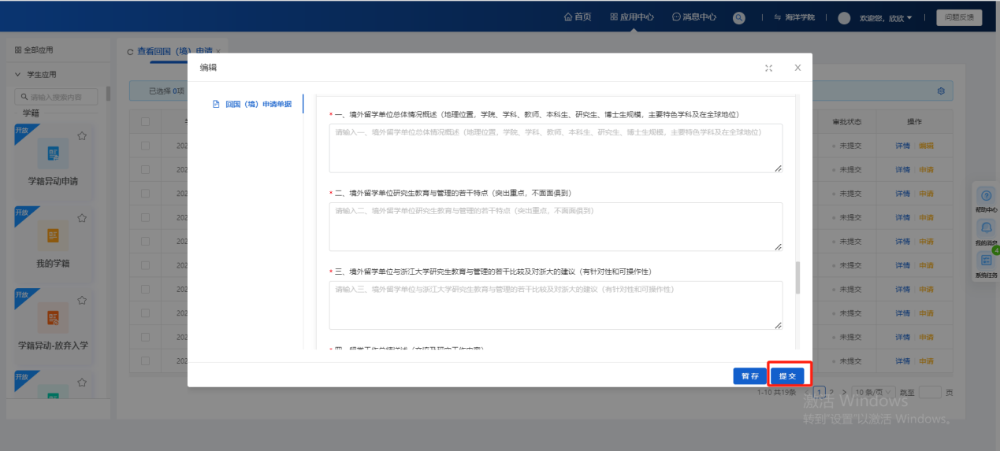 首页 应用中心 消息中心 海洋学院 欢迎您，欣欣 问题反馈
全部应用
查看回国（境）申请 ×
学生应用
请输入搜索内容
已选择 0项
学籍
开放
学籍异动申请
开放
我的学籍
开放
学籍异动-放弃入学
开放
编辑
回国（境）申请单据
* 一、境外留学单位总体情况概述（地理位置，学院、学科、教师、本科生、研究生、博士生规模，主要特色学科及在全球地位）
请输入一、境外留学单位总体情况概述（地理位置，学院、学科、教师、本科生、研究生、博士生规模，主要特色学科及在全球地位）
* 二、境外留学单位研究生教育与管理的若干特点（突出重点，不面面俱到）
请输入二、境外留学单位研究生教育与管理的若干特点（突出重点，不面面俱到）
* 三、境外留学单位与浙江大学研究生教育与管理的若干比较及对浙大的建议（有针对性和可操作性）
请输入三、境外留学单位与浙江大学研究生教育与管理的若干比较及对浙大的建议（有针对性和可操作性）
暂存 提交
审批状态 操作
202 未提交 详情 编辑
202 未提交 详情 申请
202 未提交 详情 申请
202 未提交 详情 申请
202 未提交 详情 申请
202 未提交 详情 申请
202 未提交 详情 申请
202 未提交 详情 申请
202 未提交 详情 申请
202 未提交 详情 申请
1-10 共19条 < 1 2 > 10 条/页 跳至 页
帮助中心
我的消息
4
系统任务
激活 Windows
转到"设置"以激活 Windows。